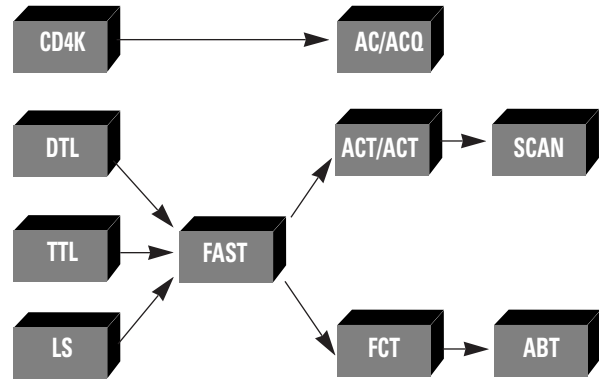 CD4K
AC/ACQ
DTL
ACT/ACT
SCAN
TTL
FAST
LS
FCT
ABT